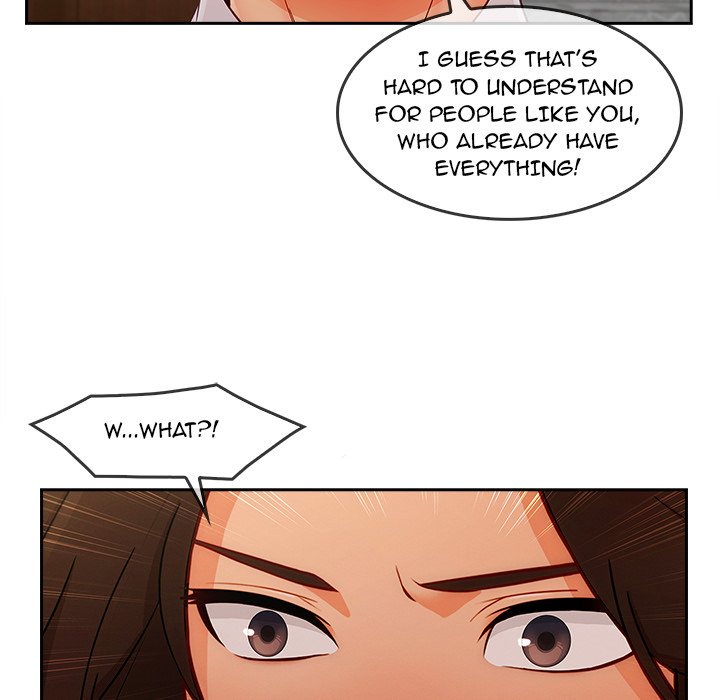 I GUESS THAT'S
HARD TO UNDERSTAND
FOR PEOPLE LIKE YOU,
WHO ALREADY HAVE
EVERYTHING!
W...WHAT?!